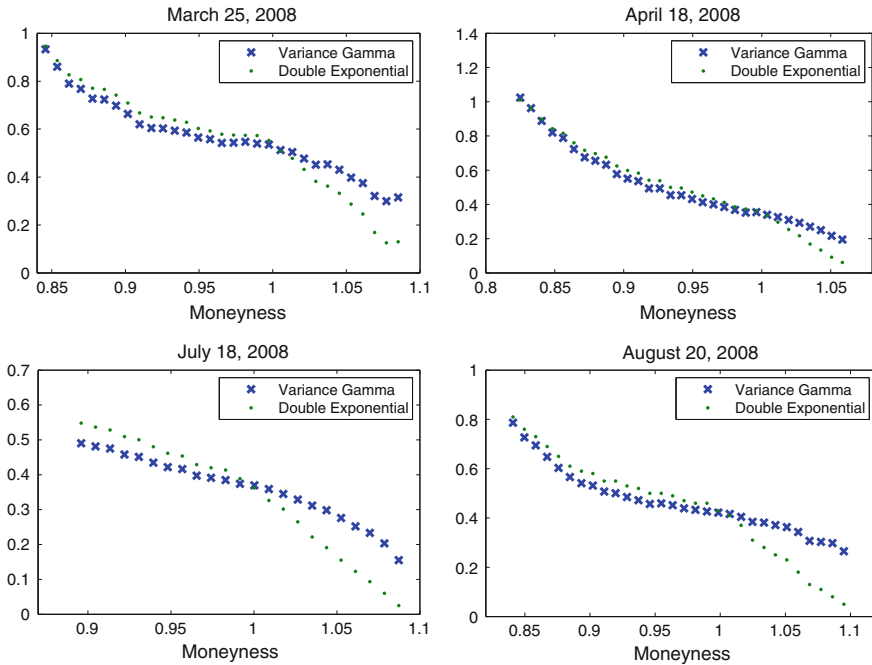 March 25, 2008
1
0.8
0.6
0.4
0.2
0
0.85 0.9 0.95 1 1.05 1.1
Moneyness
Variance Gamma
Double Exponential
April 18, 2008
1.4
1.2
1
0.8
0.6
0.4
0.2
0
0.8 0.85 0.9 0.95 1 1.05
Moneyness
Variance Gamma
Double Exponential
July 18, 2008
0.7
0.6
0.5
0.4
0.3
0.2
0.1
0
0.9 0.95 1 1.05 1.1
Moneyness
Variance Gamma
Double Exponential
August 20, 2008
1
0.8
0.6
0.4
0.2
0
0.85 0.9 0.95 1 1.05 1.1
Moneyness
Variance Gamma
Double Exponential